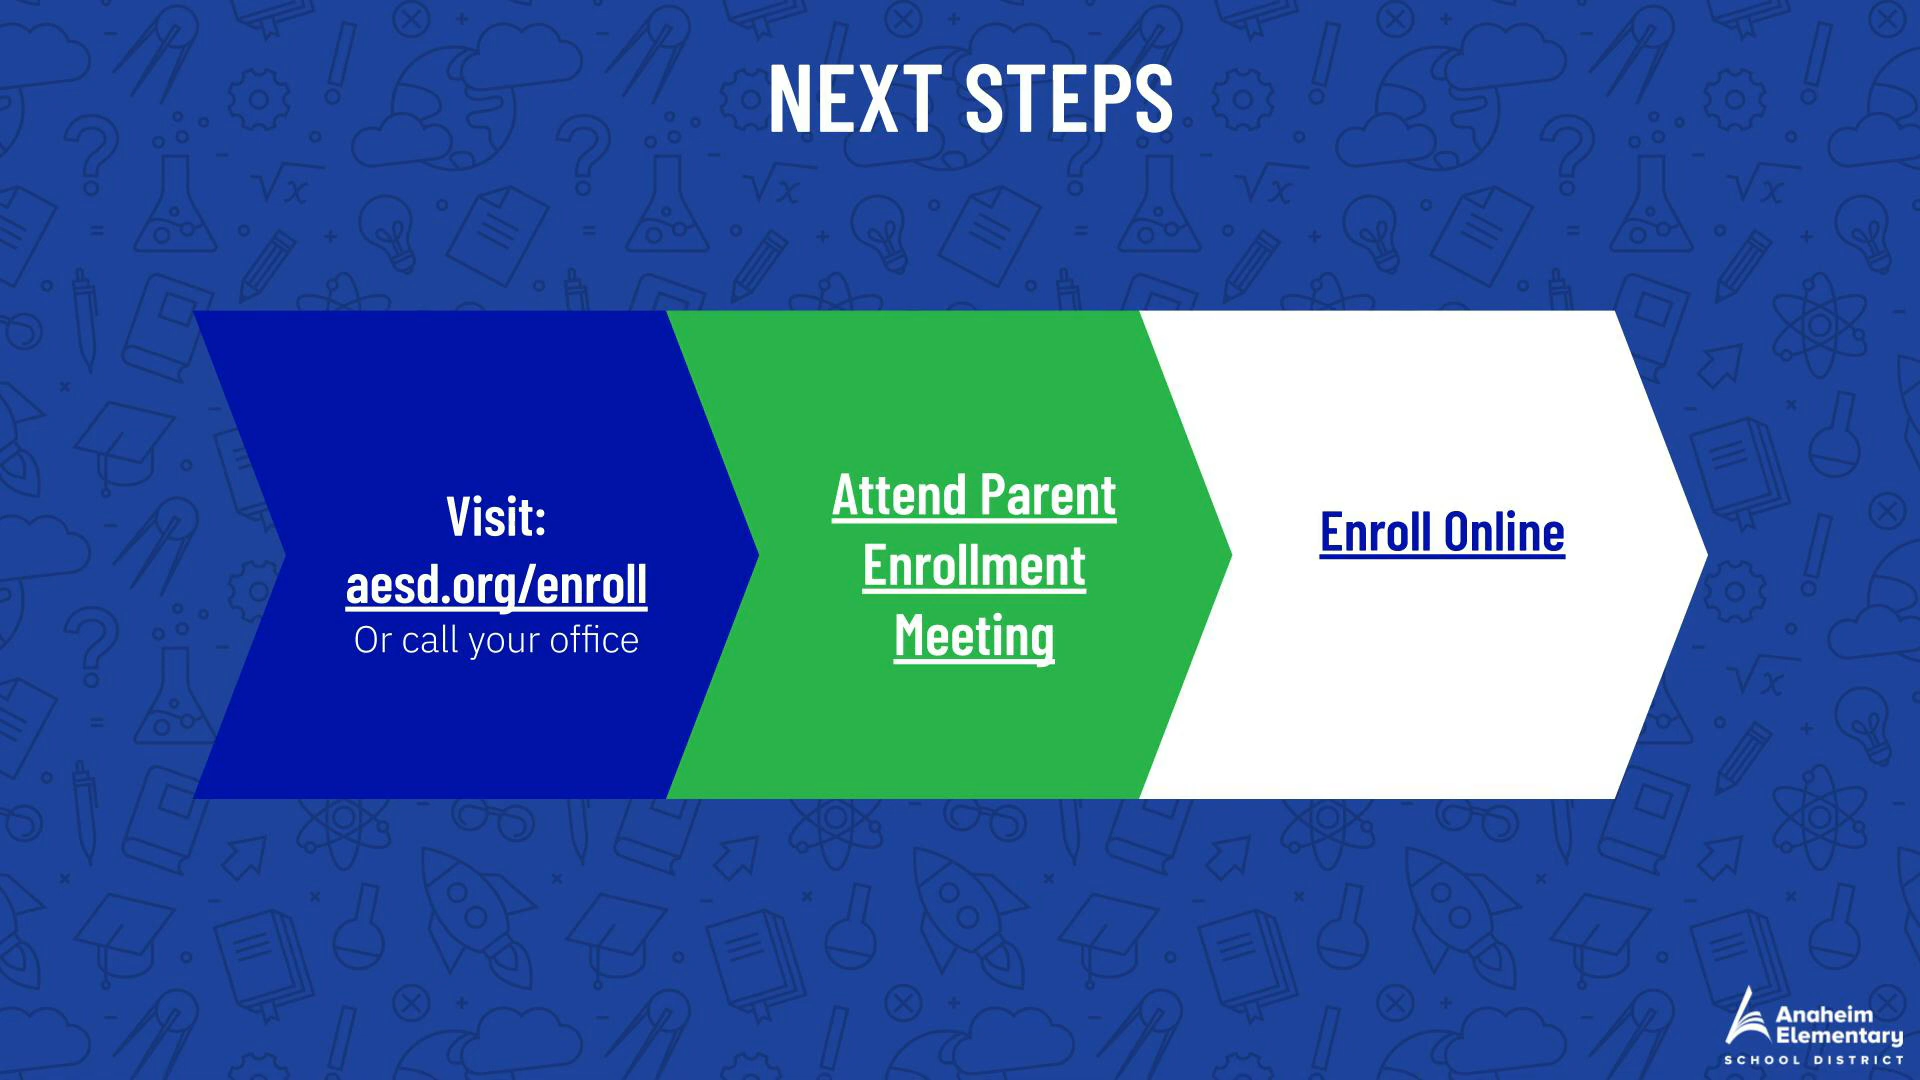 NEXT STEPS
Visit:
aesd.org/enroll
Or call your office
Attend Parent
Enrollment
Meeting
Enroll Online
Anaheim
Elementary
SCHOOL DISTRICT